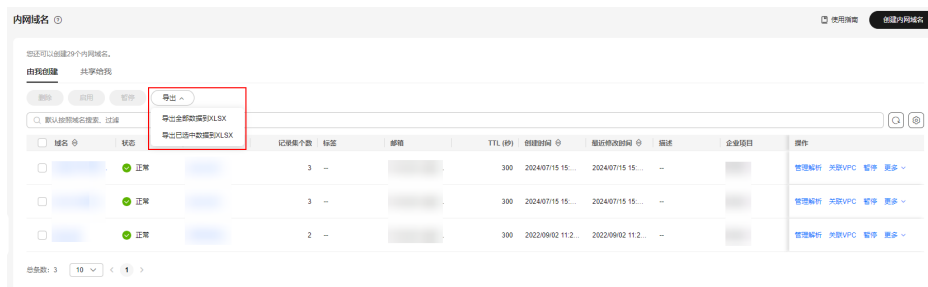 内网域名
使用指南 创建内网域名
您还可以创建29个内网域名。
由我创建 共享给我
删除 启用 暂停 导出
导出全部数据到XLSX
导出已选中数据到XLSX
默认按照域名搜索、过滤
域名 状态 记录集个数 标签 邮箱 TTL (秒) 创建时间 最近修改时间 描述 企业项目 操作
正常 3 -- 300 2024/07/15 15:... 2024/07/15 15:... -- 管理解析 关联VPC 暂停 更多
正常 3 -- 300 2024/07/15 15:... 2024/07/15 15:... -- 管理解析 关联VPC 暂停 更多
正常 2 -- 300 2022/09/02 11:2... 2022/09/02 11:2... -- 管理解析 关联VPC 暂停 更多
总条数: 3 10 1